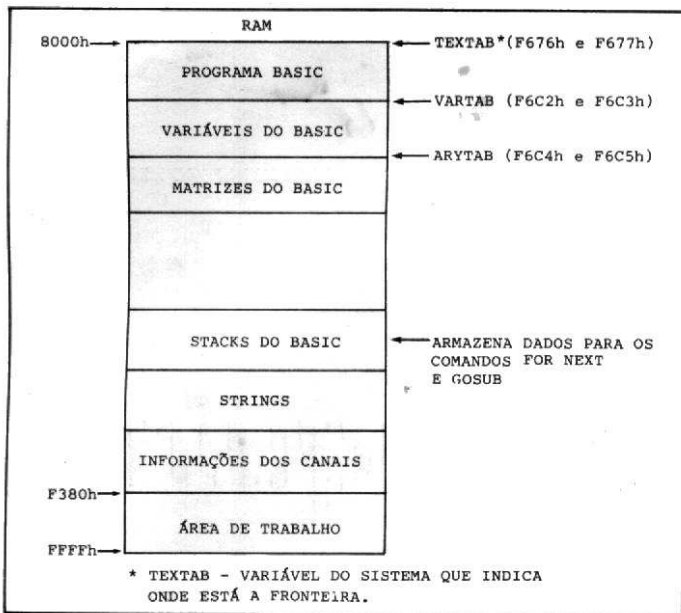 RAM
8000h
TEXTAB* (F676h e F677h)
PROGRAMA BASIC
VARTAB (F6C2h e F6C3h)
VARIÁVEIS DO BASIC
ARYTAB (F6C4h e F6C5h)
MATRIZES DO BASIC
STACKS DO BASIC
ARMAZENA DADOS PARA OS
COMANDOS FOR NEXT
E GOSUB
STRINGS
INFORMAÇÕES DOS CANAIS
F380h
ÁREA DE TRABALHO
FFFFh
* TEXTAB - VARIÁVEL DO SISTEMA QUE INDICA
ONDE ESTÁ A FRONTEIRA.